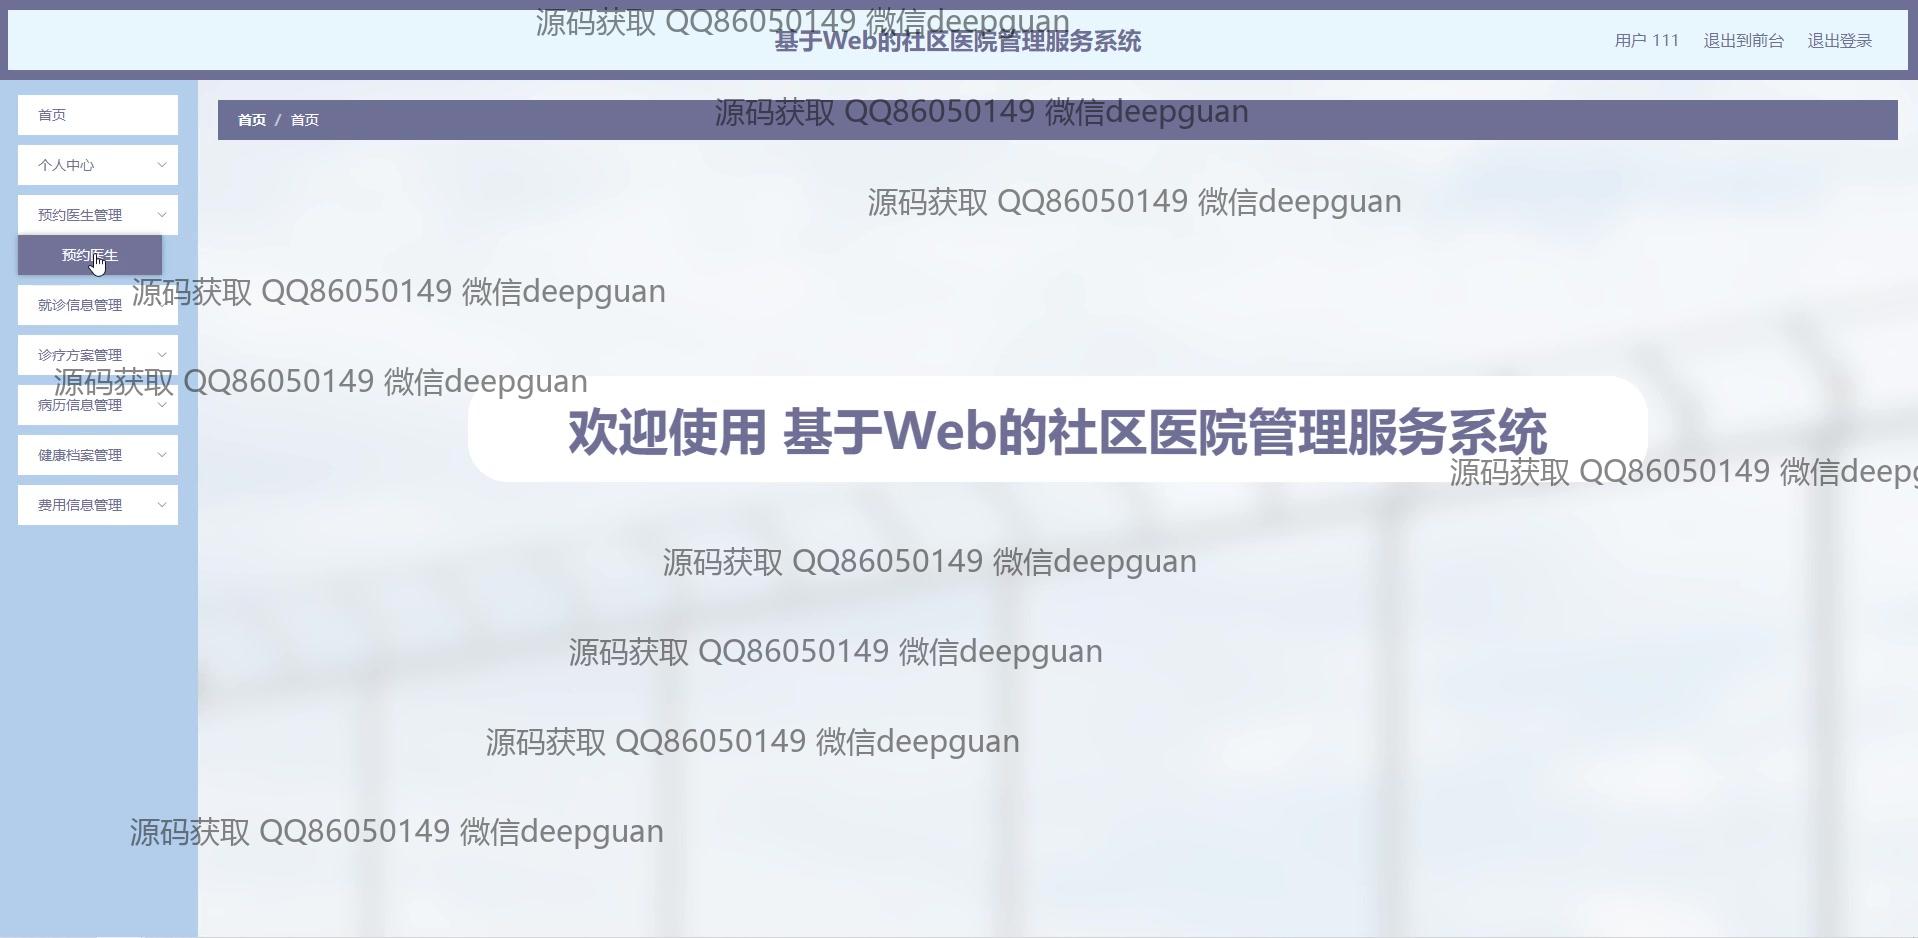 源码获取 QQ86050149 微信deepguan
基于Web的社区医院管理服务系统
用户 111 退出到前台 退出登录
首页
首页 / 首页
源码获取 QQ86050149 微信deepguan
个人中心
源码获取 QQ86050149 微信deepguan
预约医生管理
预约医生
源码获取 QQ86050149 微信deepguan
就诊信息管理
诊疗方案管理
源码获取 QQ86050149 微信deepguan
病历信息管理
欢迎使用 基于Web的社区医院管理服务系统
健康档案管理
源码获取 QQ86050149 微信deepg
费用信息管理
源码获取 QQ86050149 微信deepguan
源码获取 QQ86050149 微信deepguan
源码获取 QQ86050149 微信deepguan
源码获取 QQ86050149 微信deepguan